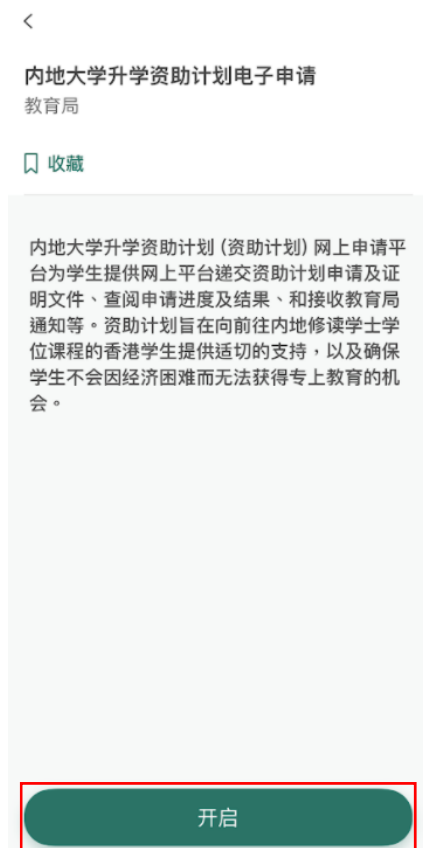 内地大学升学资助计划电子申请
教育局
收藏
内地大学升学资助计划 (资助计划) 网上申请平
台为学生提供网上平台递交资助计划申请及证
明文件、查阅申请进度及结果、和接收教育局
通知等。资助计划旨在向前往内地修读学士学
位课程的香港学生提供适切的支持，以及确保
学生不会因经济困难而无法获得专上教育的机
会。
开启